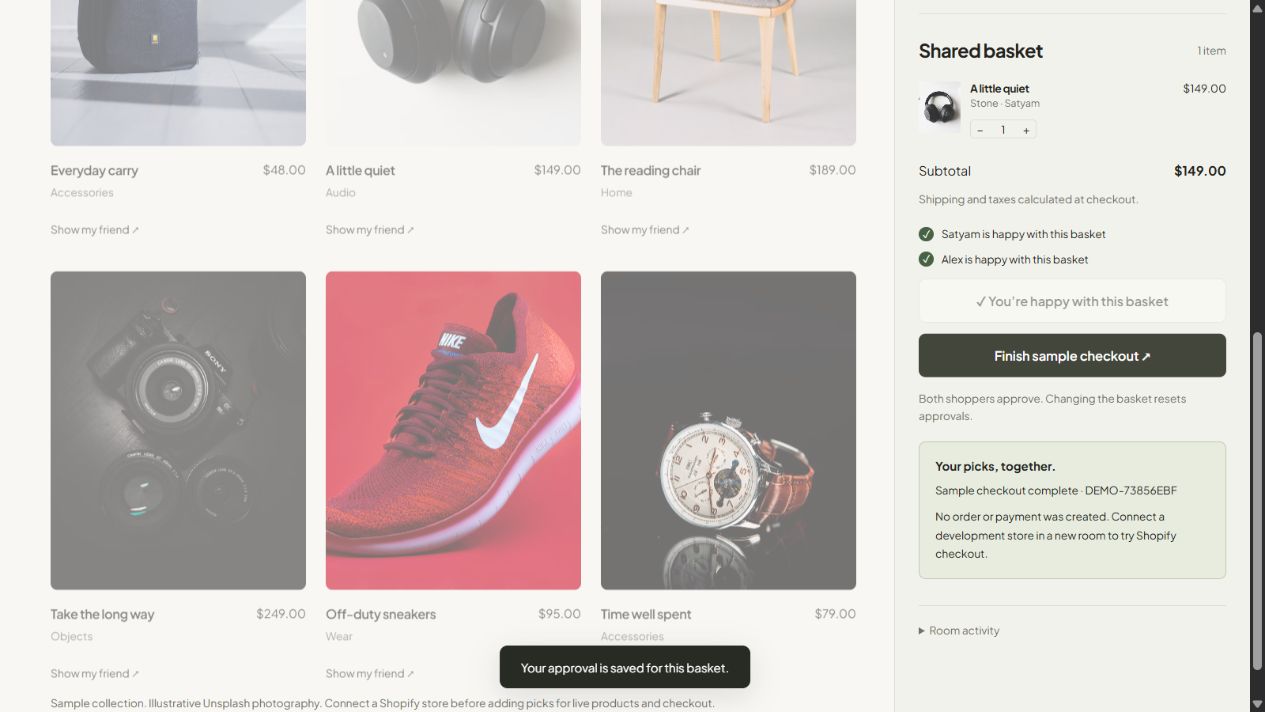 Everyday carry $48.00
Accessories
Show my friend ↗
A little quiet $149.00
Audio
Show my friend ↗
The reading chair $189.00
Home
Show my friend ↗
SONY
NIKE
Take the long way $249.00
Objects
Show my friend ↗
Off-duty sneakers $95.00
Wear
Show my friend ↗
Time well spent $79.00
Accessories
Sample collection. Illustrative Unsplash photography. Connect a Shopify store before adding picks for live products and checkout.
Your approval is saved for this basket.
Shared basket 1 item
A little quiet $149.00
Stone · Satyam
− 1 +
Subtotal $149.00
Shipping and taxes calculated at checkout.
✓ Satyam is happy with this basket
✓ Alex is happy with this basket
✓ You're happy with this basket
Finish sample checkout ↗
Both shoppers approve. Changing the basket resets
approvals.
Your picks, together.
Sample checkout complete · DEMO-73856EBF
No order or payment was created. Connect a
development store in a new room to try Shopify
checkout.
▶ Room activity